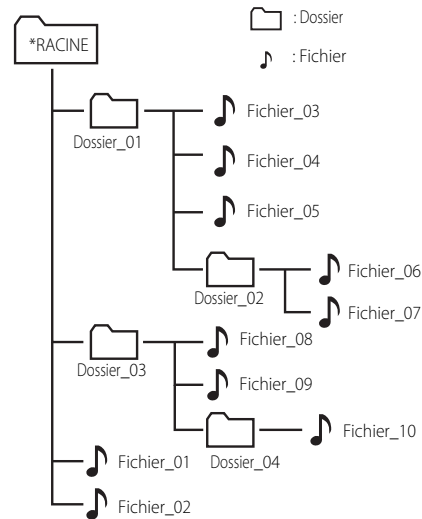 : Dossier
*RACINE
: Fichier
Fichier_03
Dossier_01
Fichier_04
Fichier_05
Fichier_06
Dossier_02
Fichier_07
Fichier_08
Dossier_03
Fichier_09
Fichier_10
Fichier_01
Dossier_04
Fichier_02